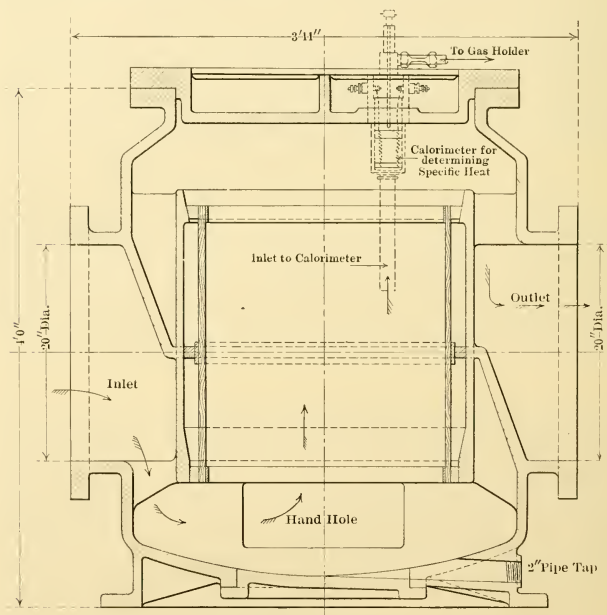 3'11"
To Gas Holder
Calorimeter for
determining
Specific Heat
Inlet to Calorimeter
Outlet
20" Dia.
4'0"
20" Dia.
Inlet
Hand Hole
2" Pipe Tap